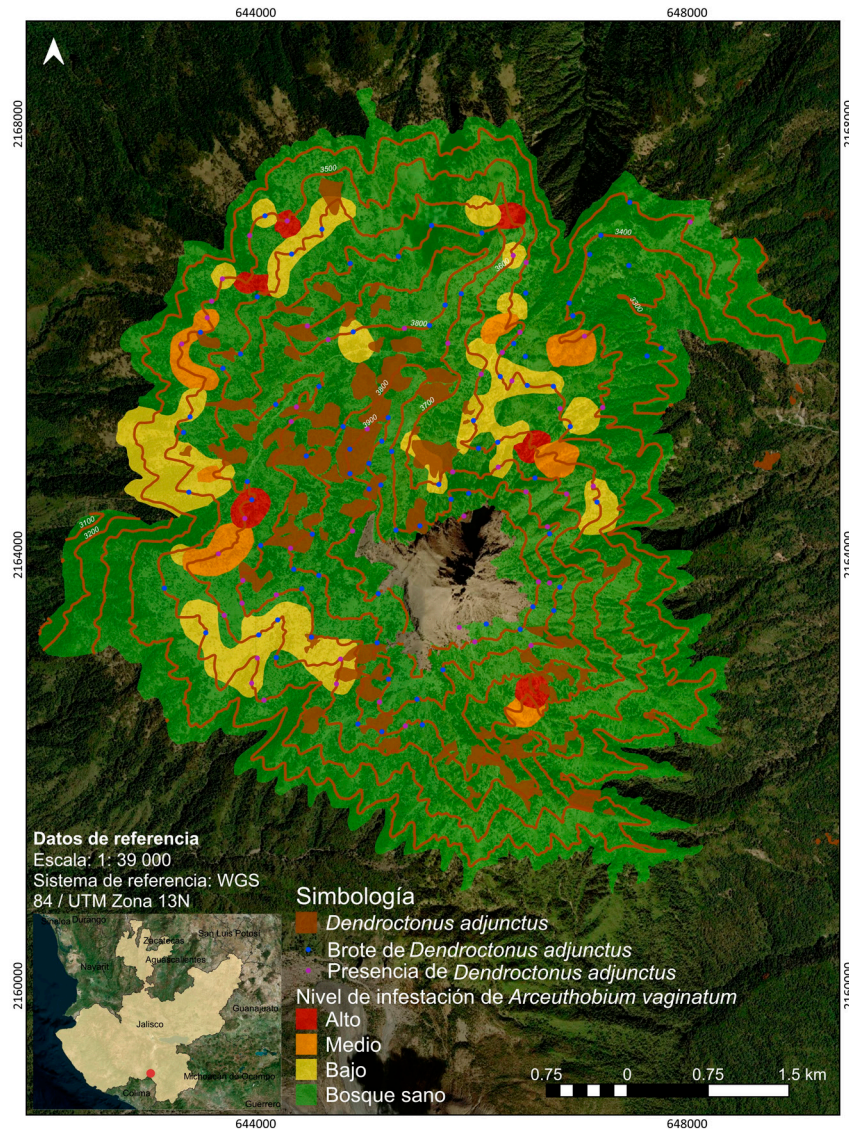 644000 648000
2168000 2168000
3500
3400
3600
3300
3800
3800
3700
3900
3100
3200
2164000 2164000
Datos de referencia
Escala: 1: 39 000
Sistema de referencia: WGS
84 / UTM Zona 13N
Simbología
Dendroctonus adjunctus
Brote de Dendroctonus adjunctus
Presencia de Dendroctonus adjunctus
Nivel de infestación de Arceuthobium vaginatum
Alto
Medio
Bajo
Bosque sano
Sinaloa Durango
Zacatecas
San Luis Potosí
Nayarit
Aguascalientes
Guanajuato
Jalisco
Michoacán de Ocampo
Colima
Guerrero
2160000 2160000
0.75 0 0.75 1.5 km
644000 648000